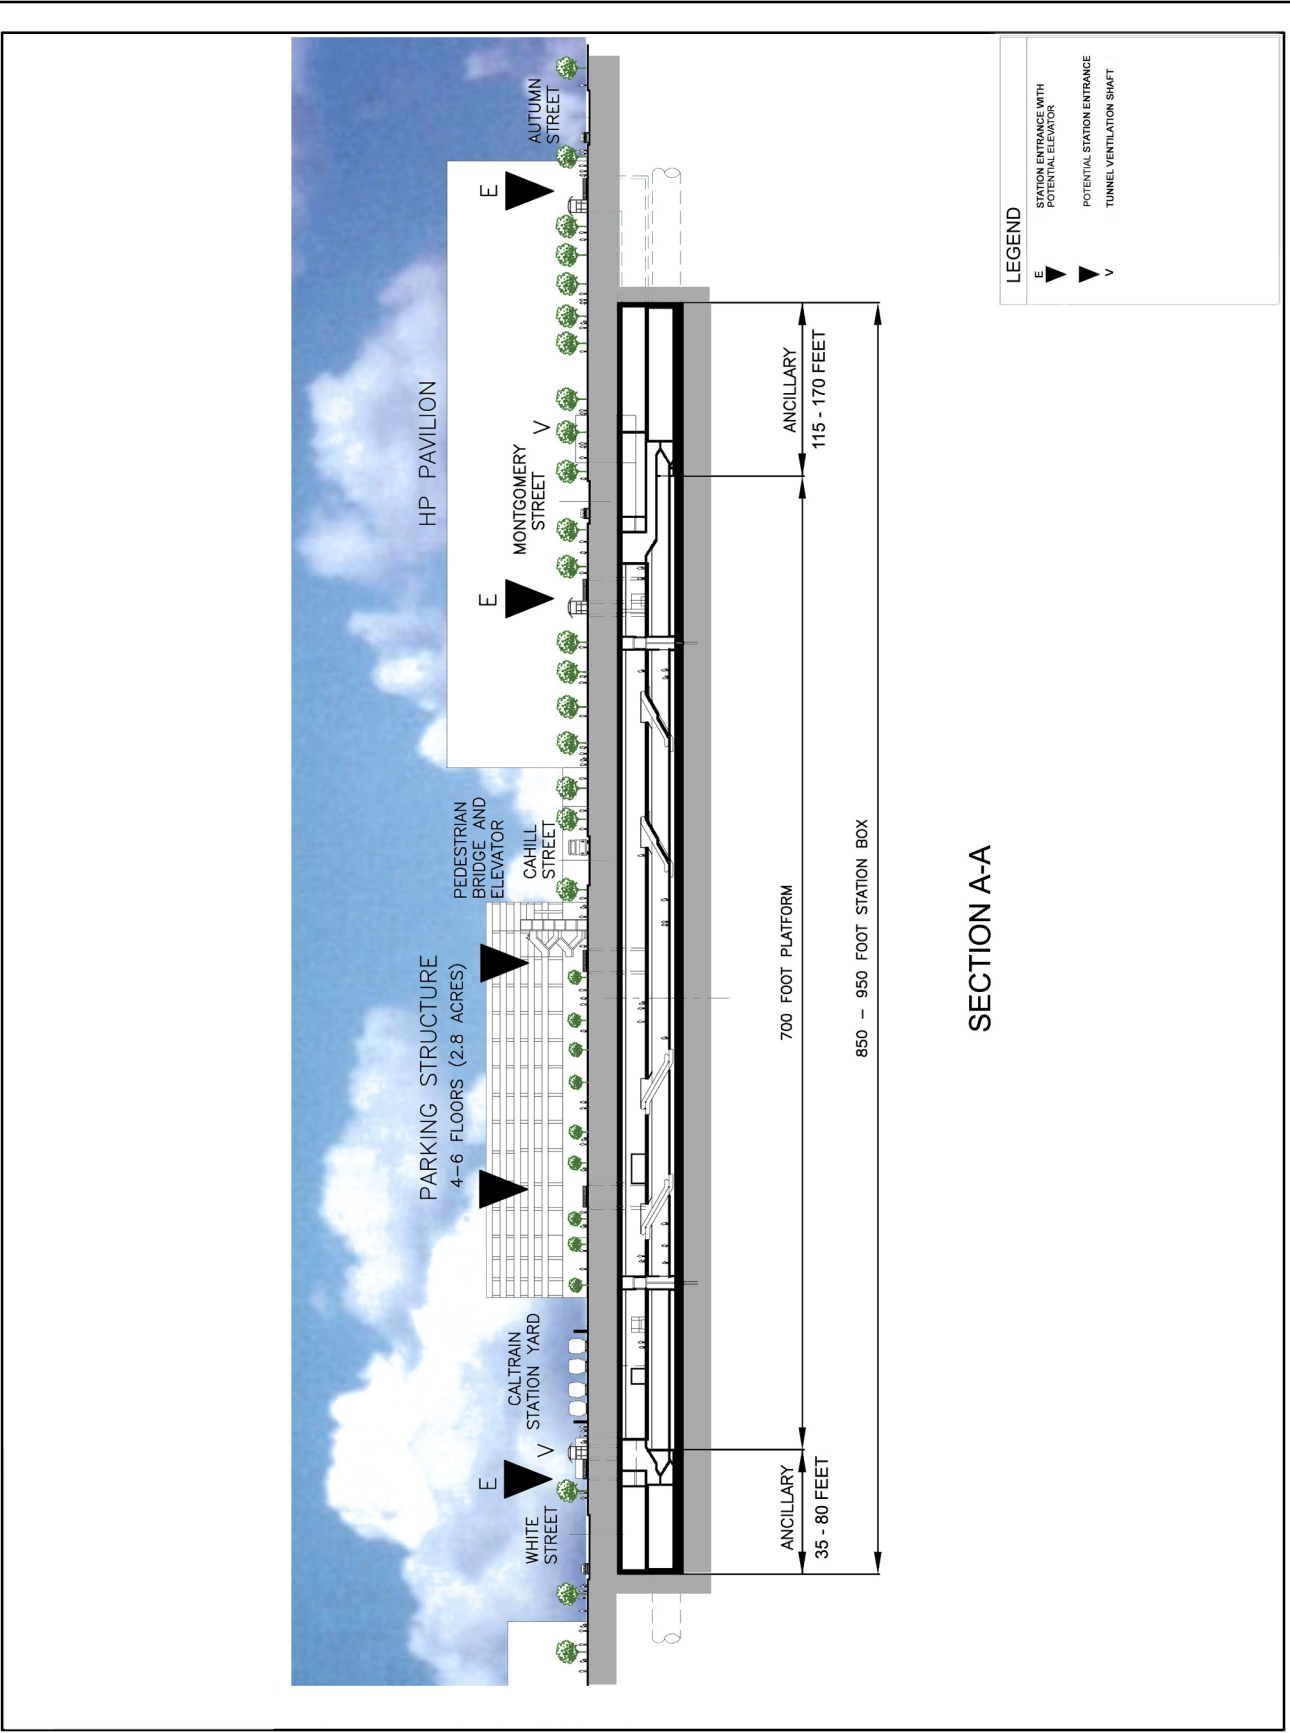 PARKING STRUCTURE
4–6 FLOORS (2.8 ACRES)
HP PAVILION
E
WHITE
STREET
V
CALTRAIN
STATION YARD
PEDESTRIAN
BRIDGE AND
ELEVATOR
CAHILL
STREET
E
MONTGOMERY
STREET
V
E
AUTUMN
STREET
ANCILLARY
35 - 80 FEET
700 FOOT PLATFORM
ANCILLARY
115 - 170 FEET
850 – 950 FOOT STATION BOX
SECTION A-A
LEGEND
E
STATION ENTRANCE WITH
POTENTIAL ELEVATOR
POTENTIAL STATION ENTRANCE
V
TUNNEL VENTILATION SHAFT